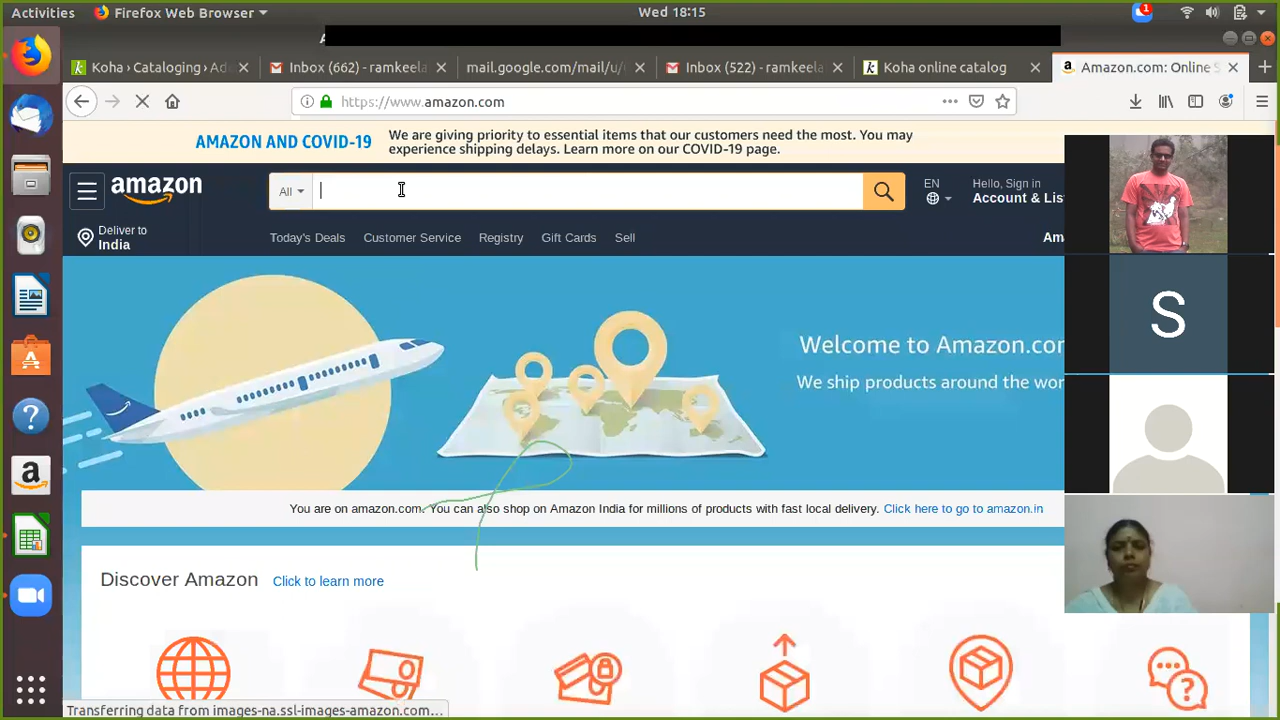 Activities Firefox Web Browser Wed 18:15 1
Koha › Cataloging › Ad Inbox (662) - ramkeela mail.google.com/mail/u/ Inbox (522) - ramkeela Koha online catalog Amazon.com: Online S
https://www.amazon.com
AMAZON AND COVID-19
We are giving priority to essential items that our customers need the most. You may
experience shipping delays. Learn more on our COVID-19 page.
amazon All EN Hello, Sign in
Account & Lis
Deliver to
India
Today's Deals Customer Service Registry Gift Cards Sell Am
Welcome to Amazon.co
We ship products around the wor
You are on amazon.com. You can also shop on Amazon India for millions of products with fast local delivery. Click here to go to amazon.in
Discover Amazon Click to learn more
Transferring data from images-na.ssl-images-amazon.com…
S